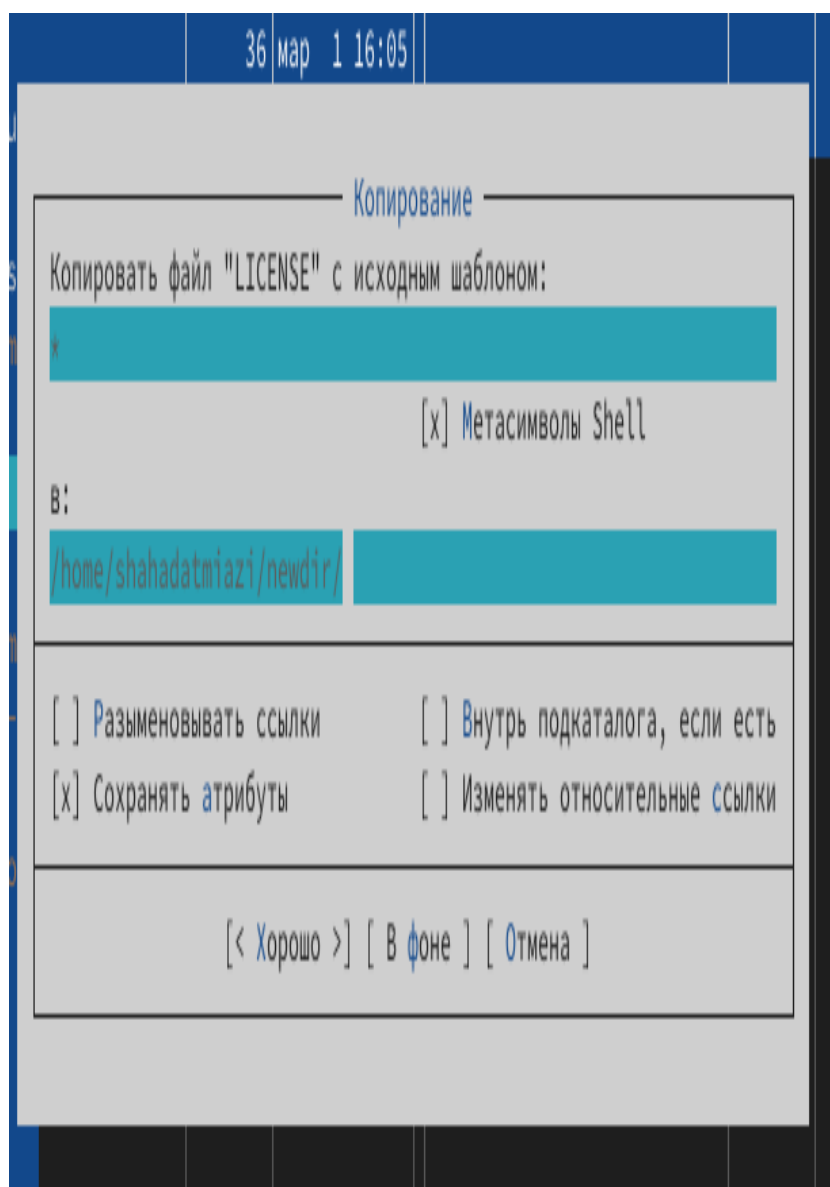 36 мар 1 16:05
Копирование
Копировать файл "LICENSE" с исходным шаблоном:
*
[x] Метасимволы Shell
в:
/home/shahadatmiazi/newdir/
[ ] Разыменовывать ссылки [ ] Внутрь подкаталога, если есть
[x] Сохранять атрибуты [ ] Изменять относительные ссылки
[< Хорошо >] [ В фоне ] [ Отмена ]